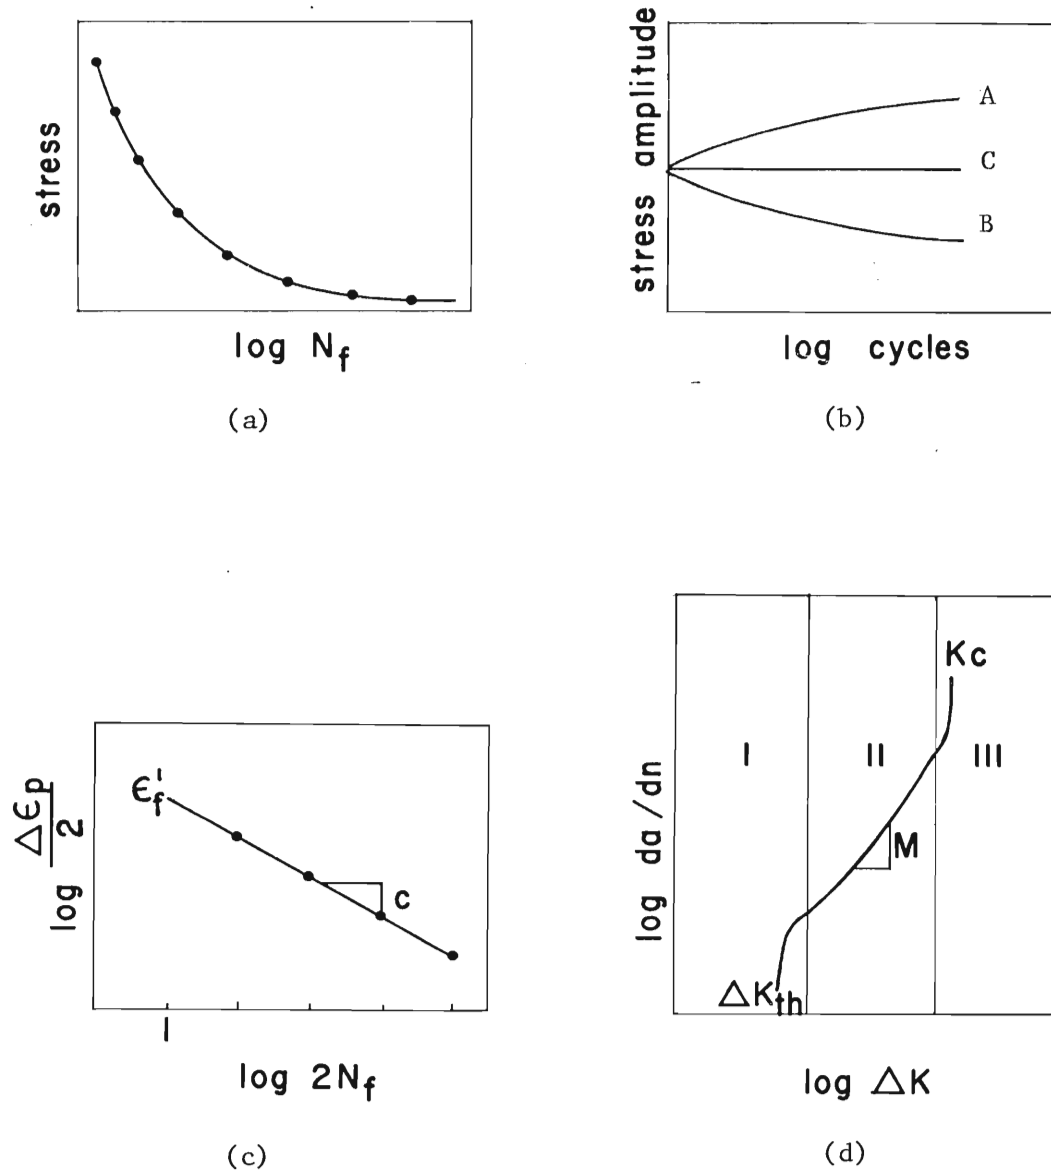 stress
log N_f
(a)
stress amplitude
A
C
B
log cycles
(b)
log Δϵ_p/2
ϵ_f'
c
1
log 2N_f
(c)
log da/dn
I
II
III
Kc
M
ΔK_th
log ΔK
(d)